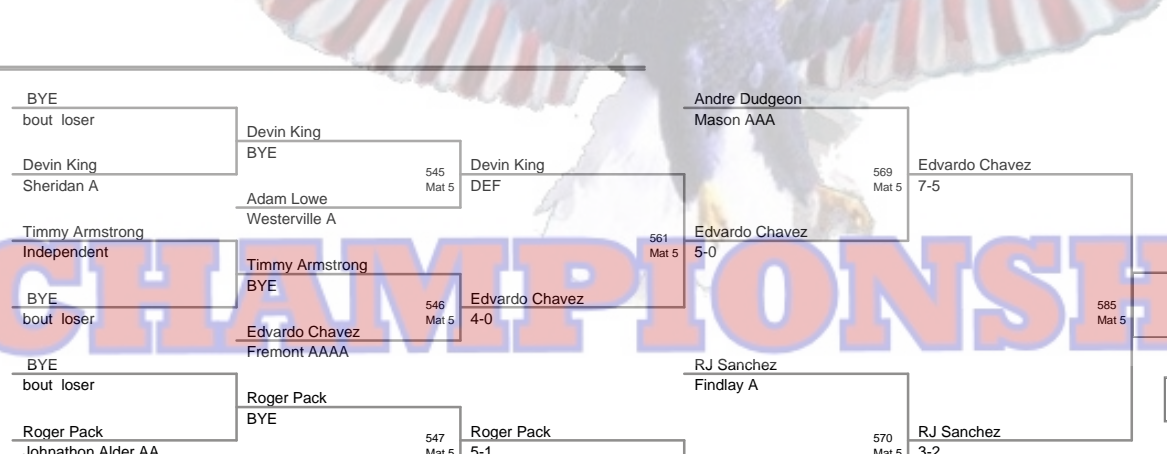 BYE
bout loser
Devin King
Sheridan A
Timmy Armstrong
Independent
BYE
bout loser
BYE
bout loser
Roger Pack
Johnathon Alder AA
Devin King
BYE
Adam Lowe
Westerville A
Timmy Armstrong
BYE
Edvardo Chavez
Fremont AAAA
Roger Pack
BYE
545
Mat 5
546
Mat 5
547
Mat 5
Devin King
DEF
Edvardo Chavez
4-0
Roger Pack
5-1
561
Mat 5
Andre Dudgeon
Mason AAA
Edvardo Chavez
5-0
RJ Sanchez
Findlay A
569
Mat 5
570
Mat 5
Edvardo Chavez
7-5
RJ Sanchez
3-2
585
Mat 5
CHAMPIONSH